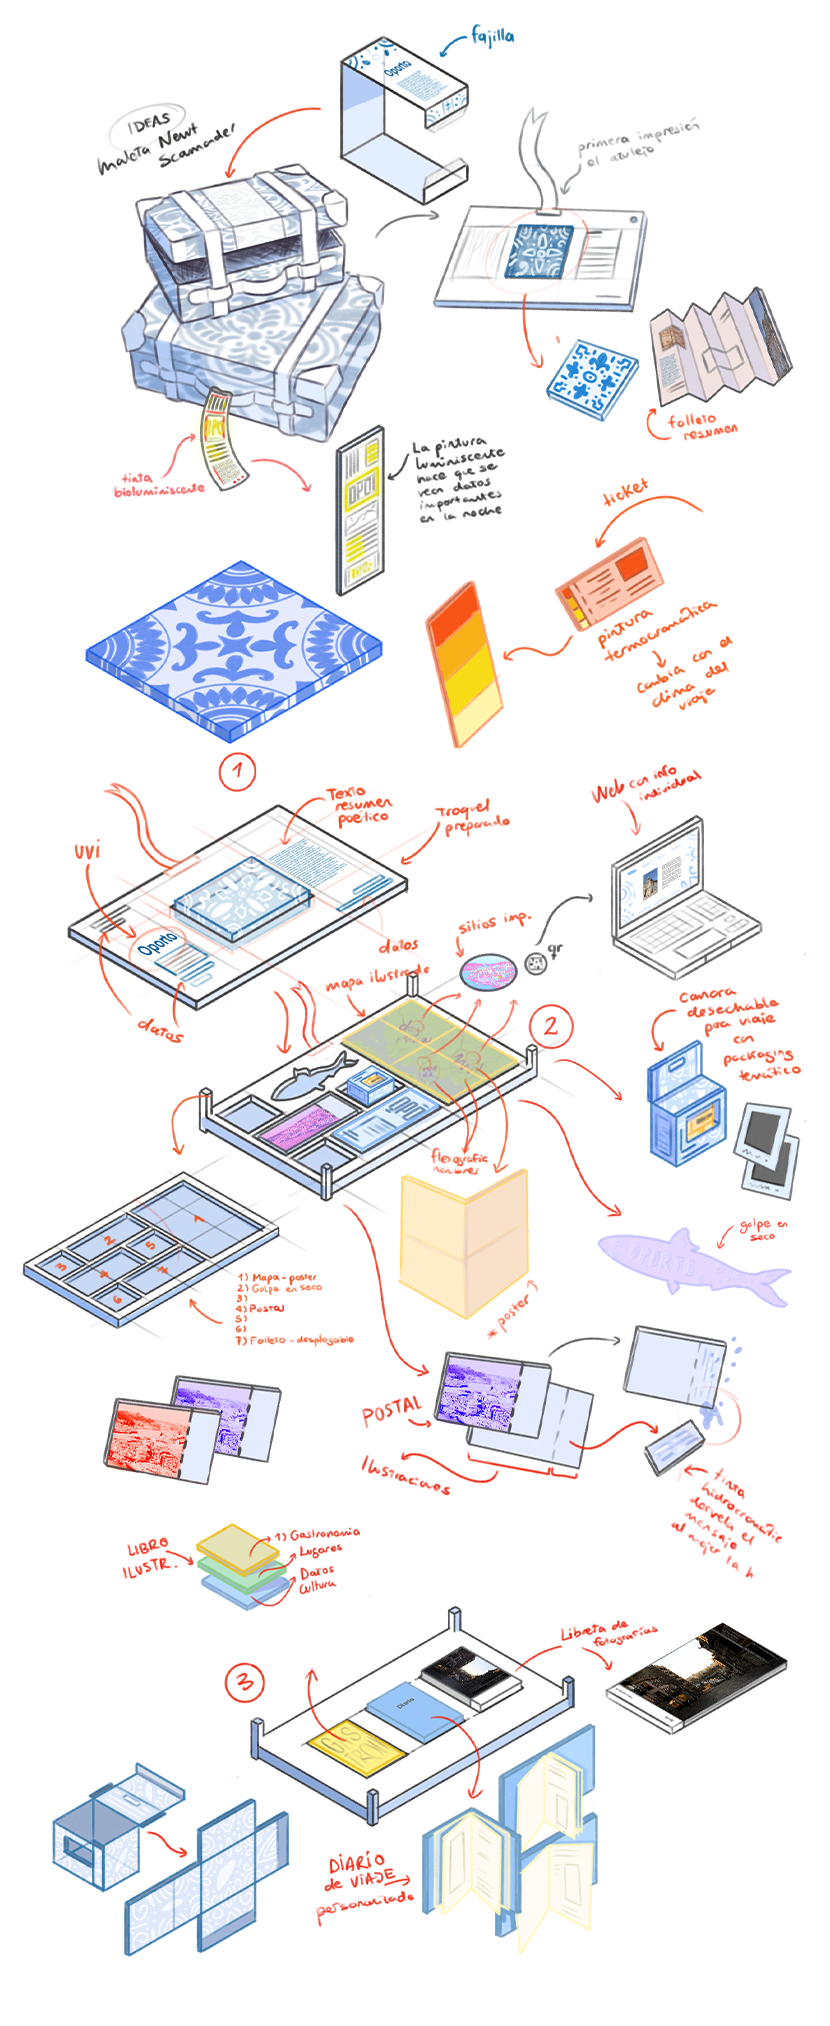 fajilla
Oporto
IDEAS
Maleta Newt
Scamander
primera impresión
el azulejo
folleto
resumen
tinta
bioluminiscente
La pintura
luminiscente
hace que se
vean datos
importantes
en la noche
OPO!
ticket
pintura
termocromática
cambia con el
clima del
viaje
1
Texto
resumen
poético
Troquel
preparado
Web con info
individual
UVI
Oporto
datos
datos
sitios imp.
qr
mapa ilustrado
2
Camara
desechable
para viaje
con
packaging
temático
flexografía
golpe en
seco
OPORTO
1
2
3
4
5
6
7
1) Mapa - poster
2) Golpe en seco
3)
4) Postal
5)
6)
7) Folleto - desplegable
* poster
POSTAL
Ilustraciones
tinta
hidrocromática
desvela el
mensaje
al mojar la
LIBRO
ILUSTR.
1) Gastronomia
Lugares
Datos
cultura
3
Libreta de
fotografías
Diario
DIARIO
de VIAJE
personalizado